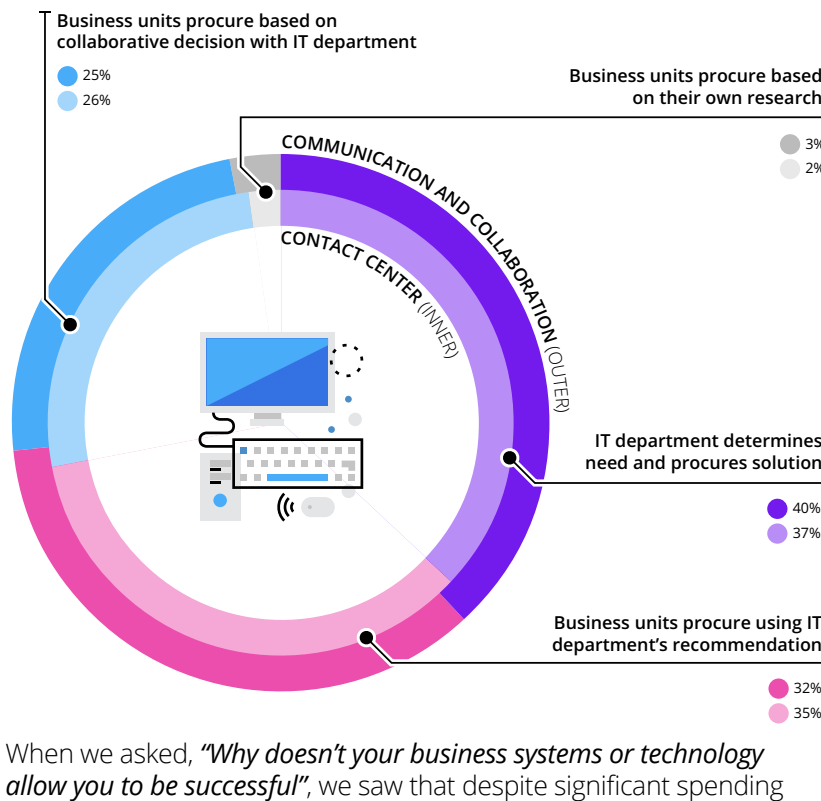 Business units procure based on
collaborative decision with IT department
25%
26%
Business units procure based
on their own research
3%
2%
COMMUNICATION AND COLLABORATION (OUTER)
CONTACT CENTER (INNER)
IT department determines
need and procures solution
40%
37%
Business units procure using IT
department’s recommendation
32%
35%
When we asked, “Why doesn’t your business systems or technology
allow you to be successful”, we saw that despite significant spending